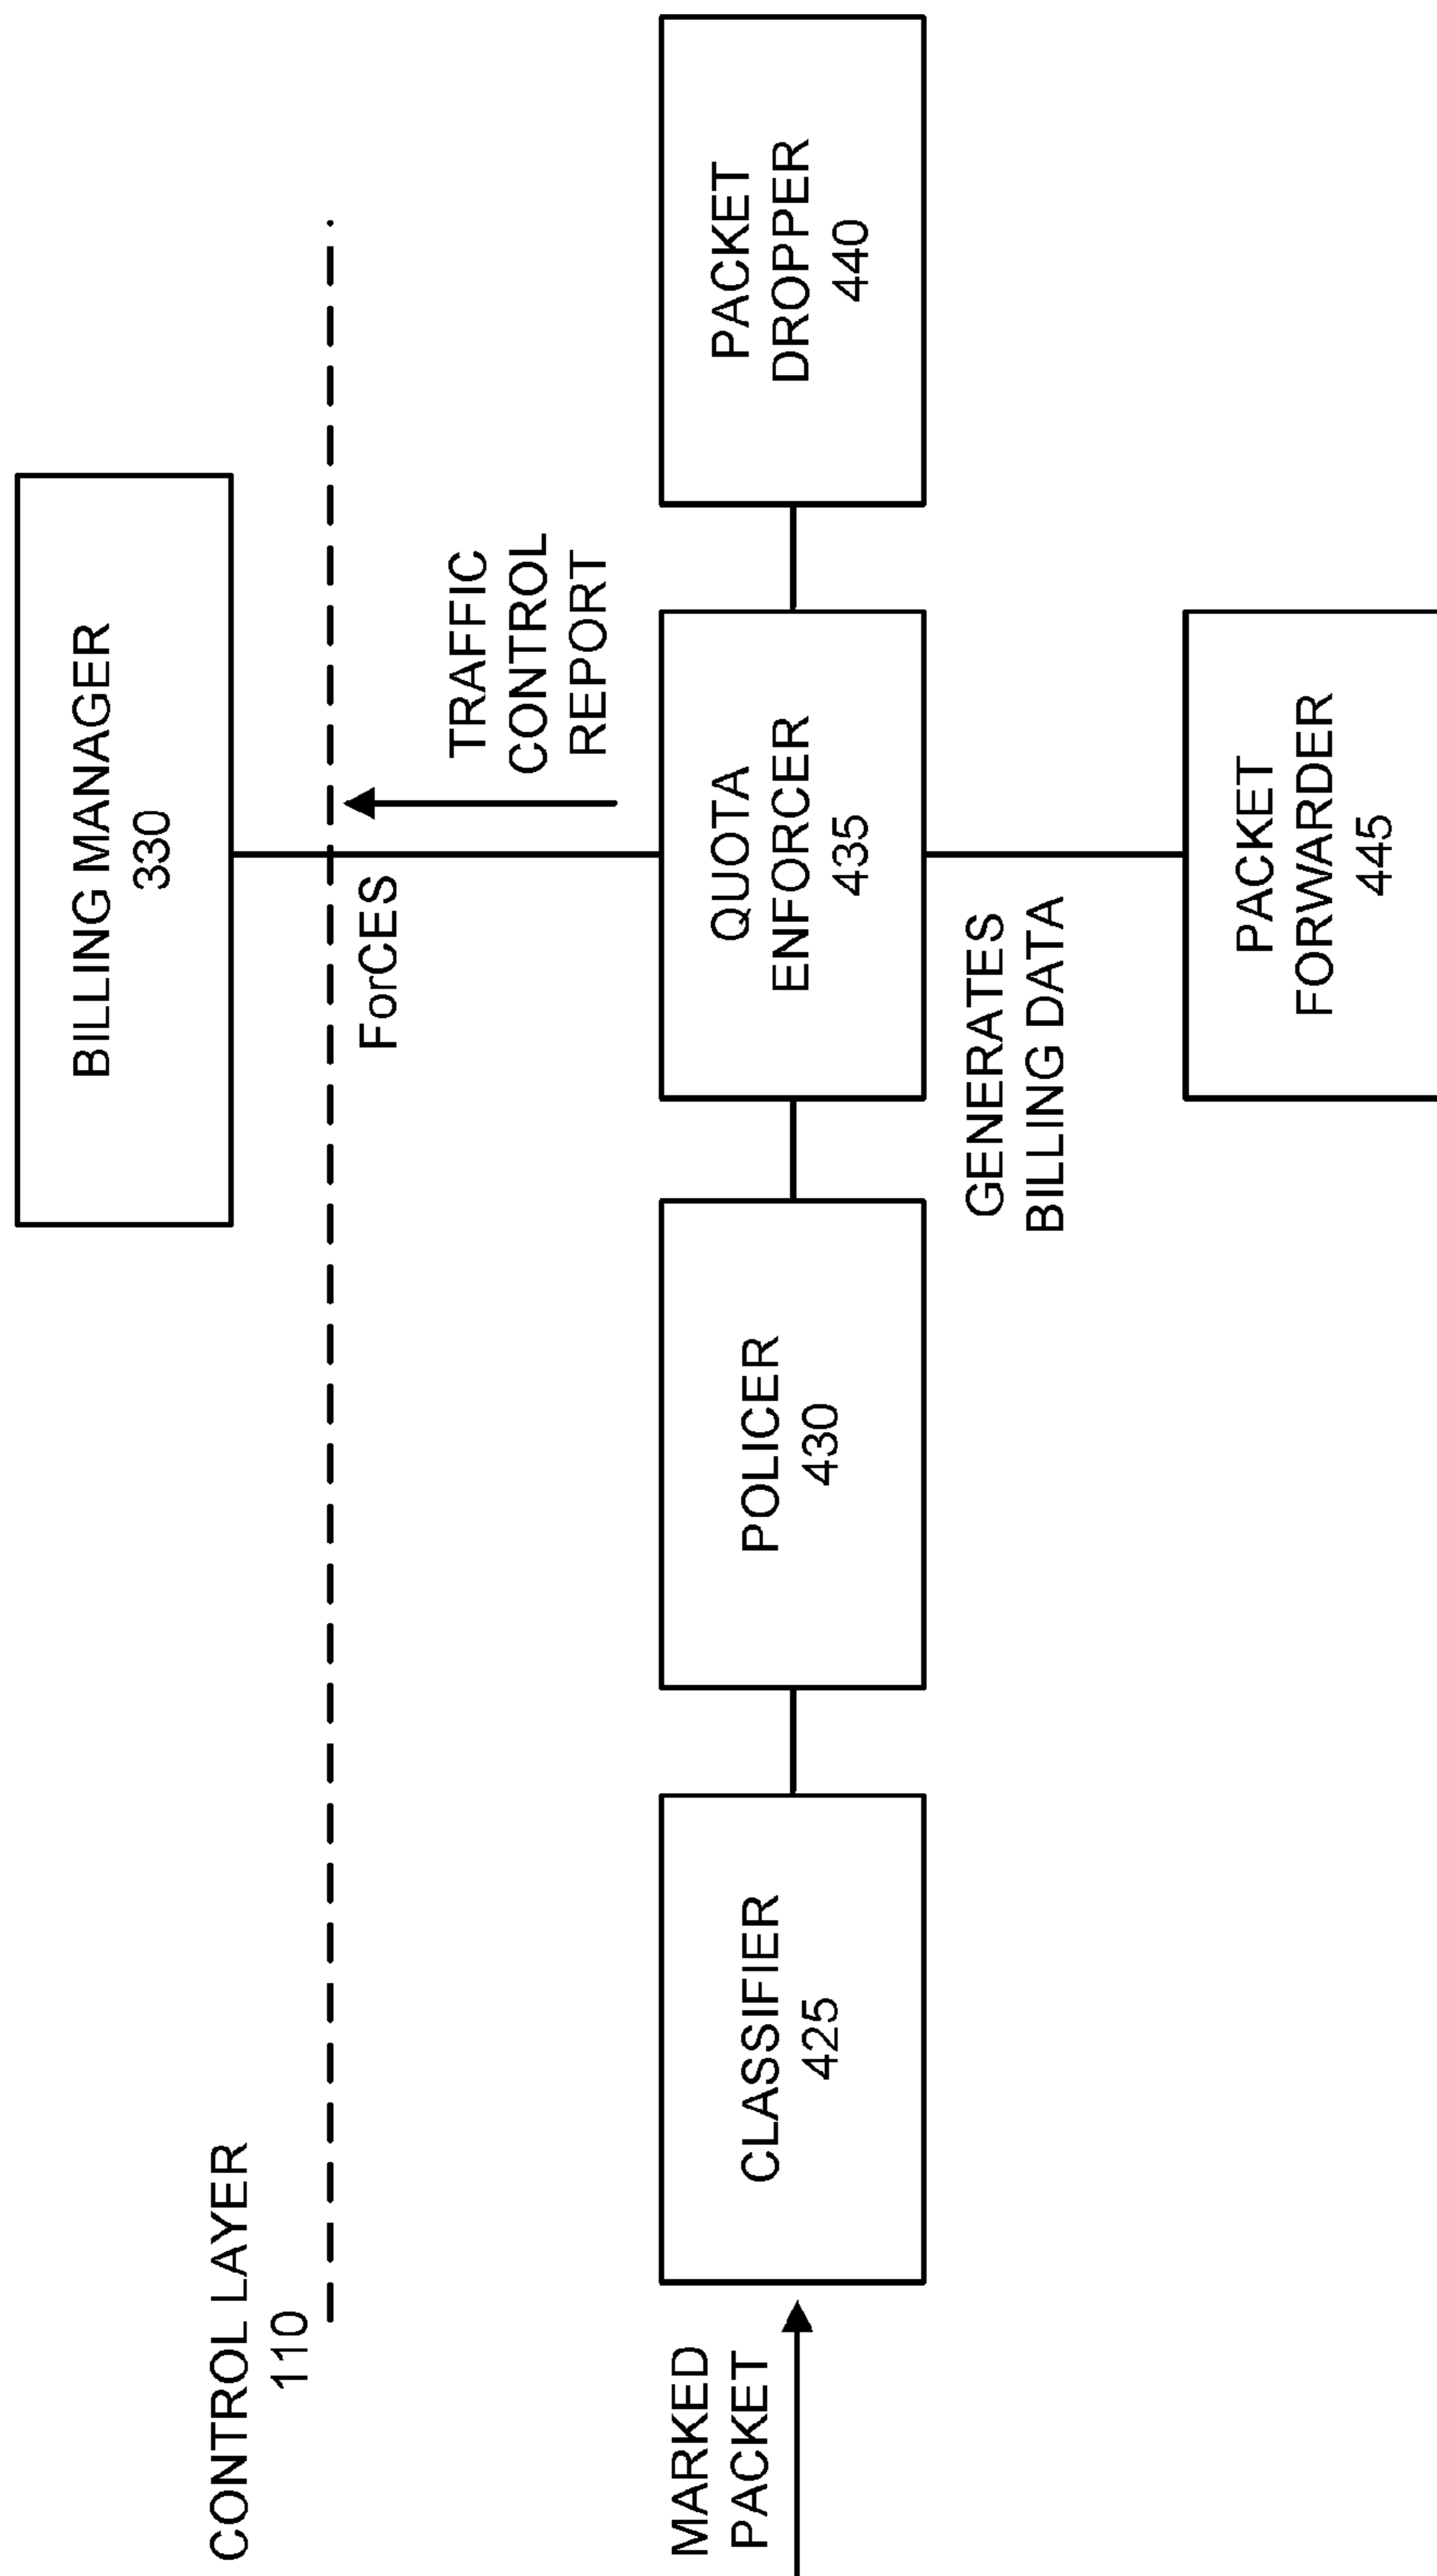 BILLING MANAGER
330
CONTROL LAYER
110
ForCES
TRAFFIC
CONTROL
REPORT
MARKED
PACKET
CLASSIFIER
425
POLICER
430
QUOTA
ENFORCER
435
PACKET
DROPPER
440
GENERATES
BILLING DATA
PACKET
FORWARDER
445